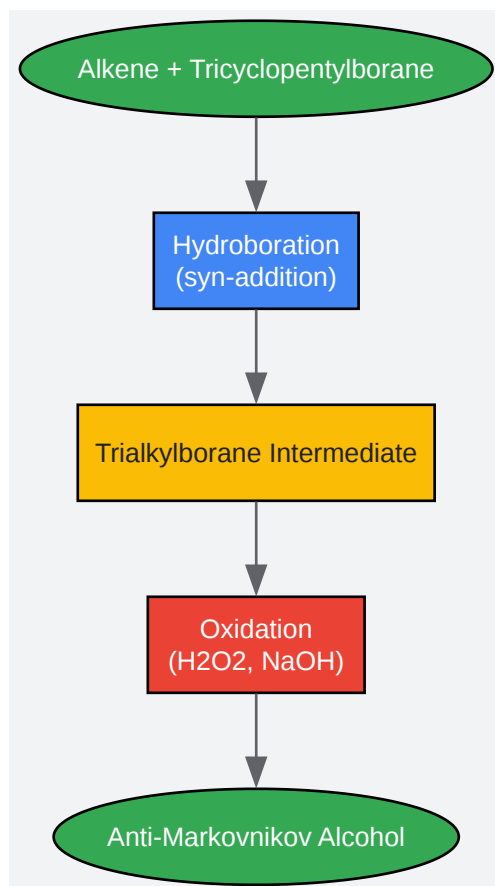 Alkene + Tricyclopentylborane
Hydroboration
(syn-addition)
Trialkylborane Intermediate
Oxidation
(H2O2, NaOH)
Anti-Markovnikov Alcohol